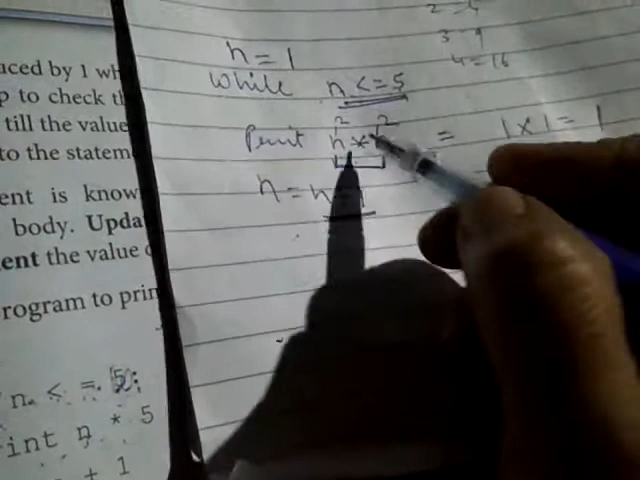 uced by 1 wh
p to check t
till the value
to the statem
ent is know
body. Upda
ent the value
rogram to prin
n < = 5:
int n * 5
+ 1
2
3 = 9
4 = 16
n = 1
while n <= 5
2 2
Print n * = 1 x 1 = 1
n = n